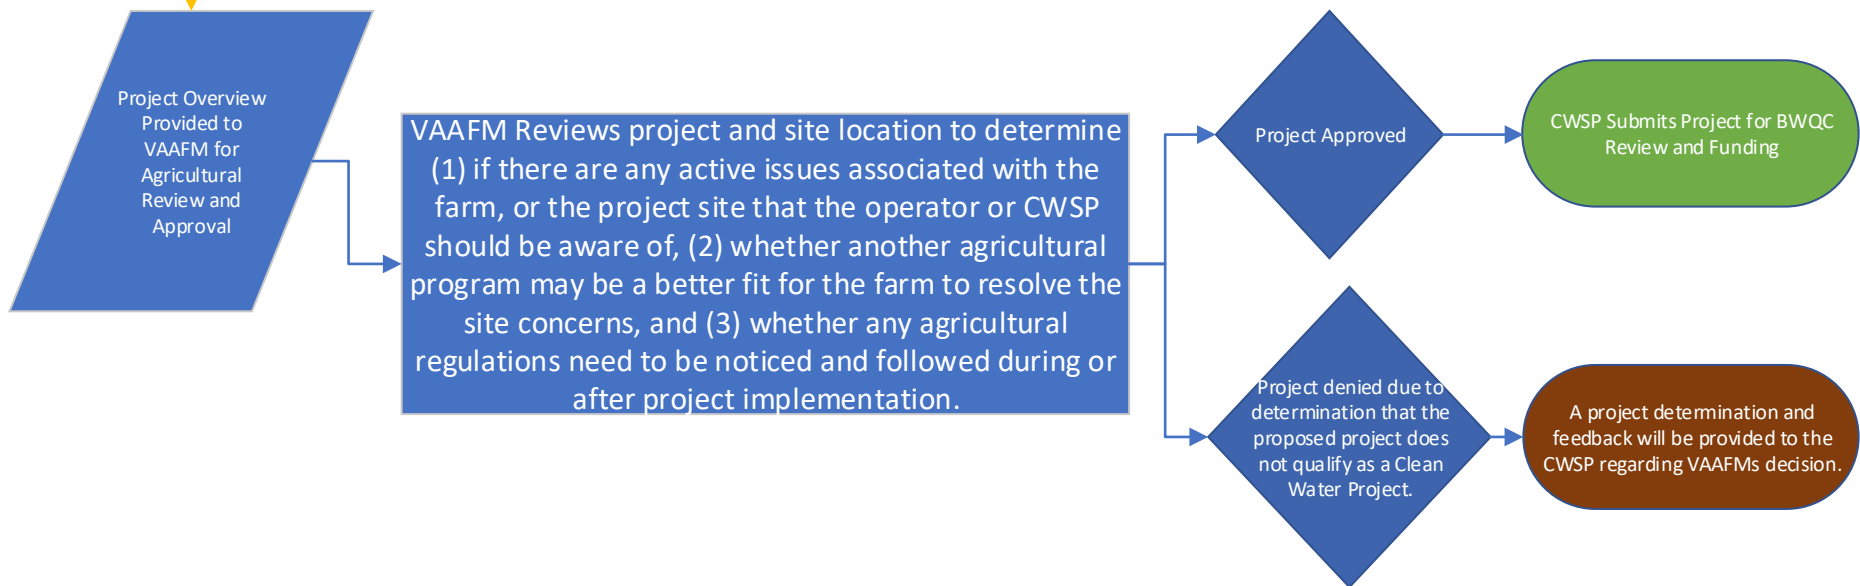 Project Overview
Provided to
VAAFM for
Agricultural
Review and
Approval
VAAFM Reviews project and site location to determine
(1) if there are any active issues associated with the
farm, or the project site that the operator or CWSP
should be aware of, (2) whether another agricultural
program may be a better fit for the farm to resolve the
site concerns, and (3) whether any agricultural
regulations need to be noticed and followed during or
after project implementation.
Project Approved
CWSP Submits Project for BWQC
Review and Funding
Project denied due to
determination that the
proposed project does
not qualify as a Clean
Water Project.
A project determination and
feedback will be provided to the
CWSP regarding VAAFMs decision.